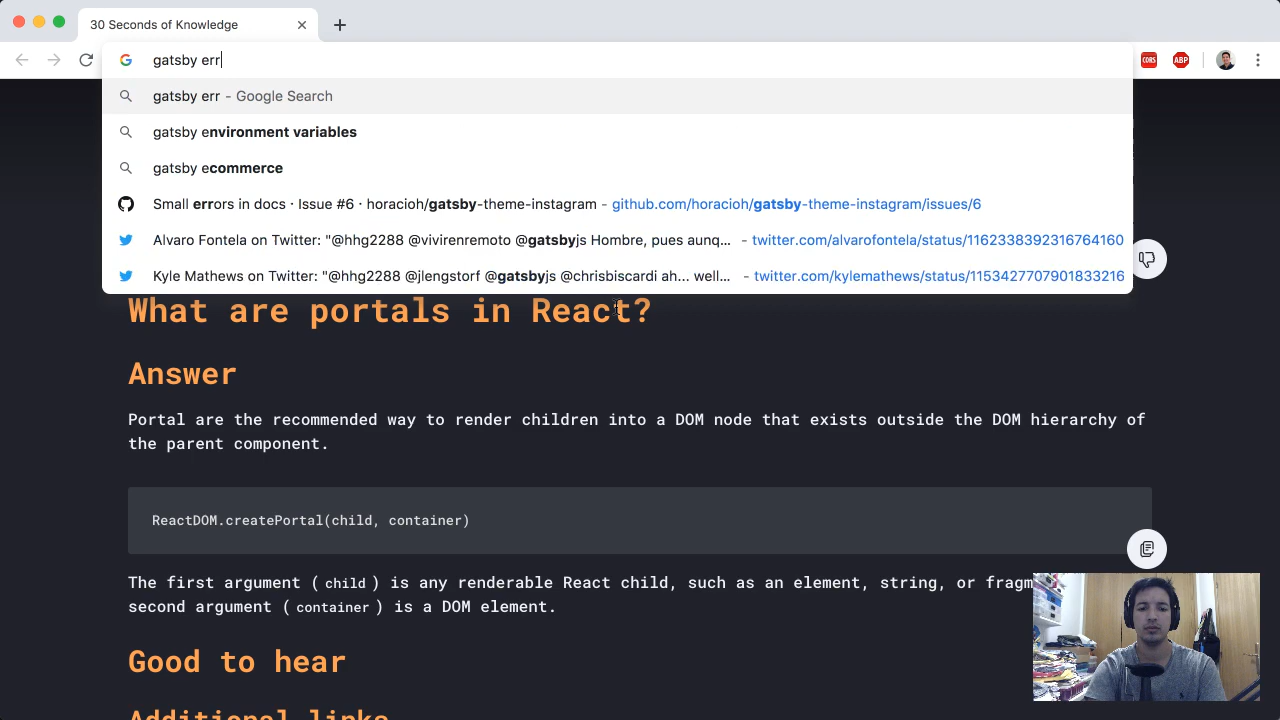 30 Seconds of Knowledge
gatsby err
CORS
ABP
gatsby err - Google Search
gatsby environment variables
gatsby ecommerce
Small errors in docs · Issue #6 · horacioh/gatsby-theme-instagram - github.com/horacioh/gatsby-theme-instagram/issues/6
Alvaro Fontela on Twitter: "@hhg2288 @vivirenremoto @gatsbyjs Hombre, pues aunq... - twitter.com/alvarofontela/status/1162338392316764160
Kyle Mathews on Twitter: "@hhg2288 @jlengstorf @gatsbyjs @chrisbiscardi ah... well... - twitter.com/kylemathews/status/1153427707901833216
What are portals in React?
Answer
Portal are the recommended way to render children into a DOM node that exists outside the DOM hierarchy of
the parent component.
ReactDOM.createPortal(child, container)
The first argument (child) is any renderable React child, such as an element, string, or fragm
second argument (container) is a DOM element.
Good to hear
Additional links